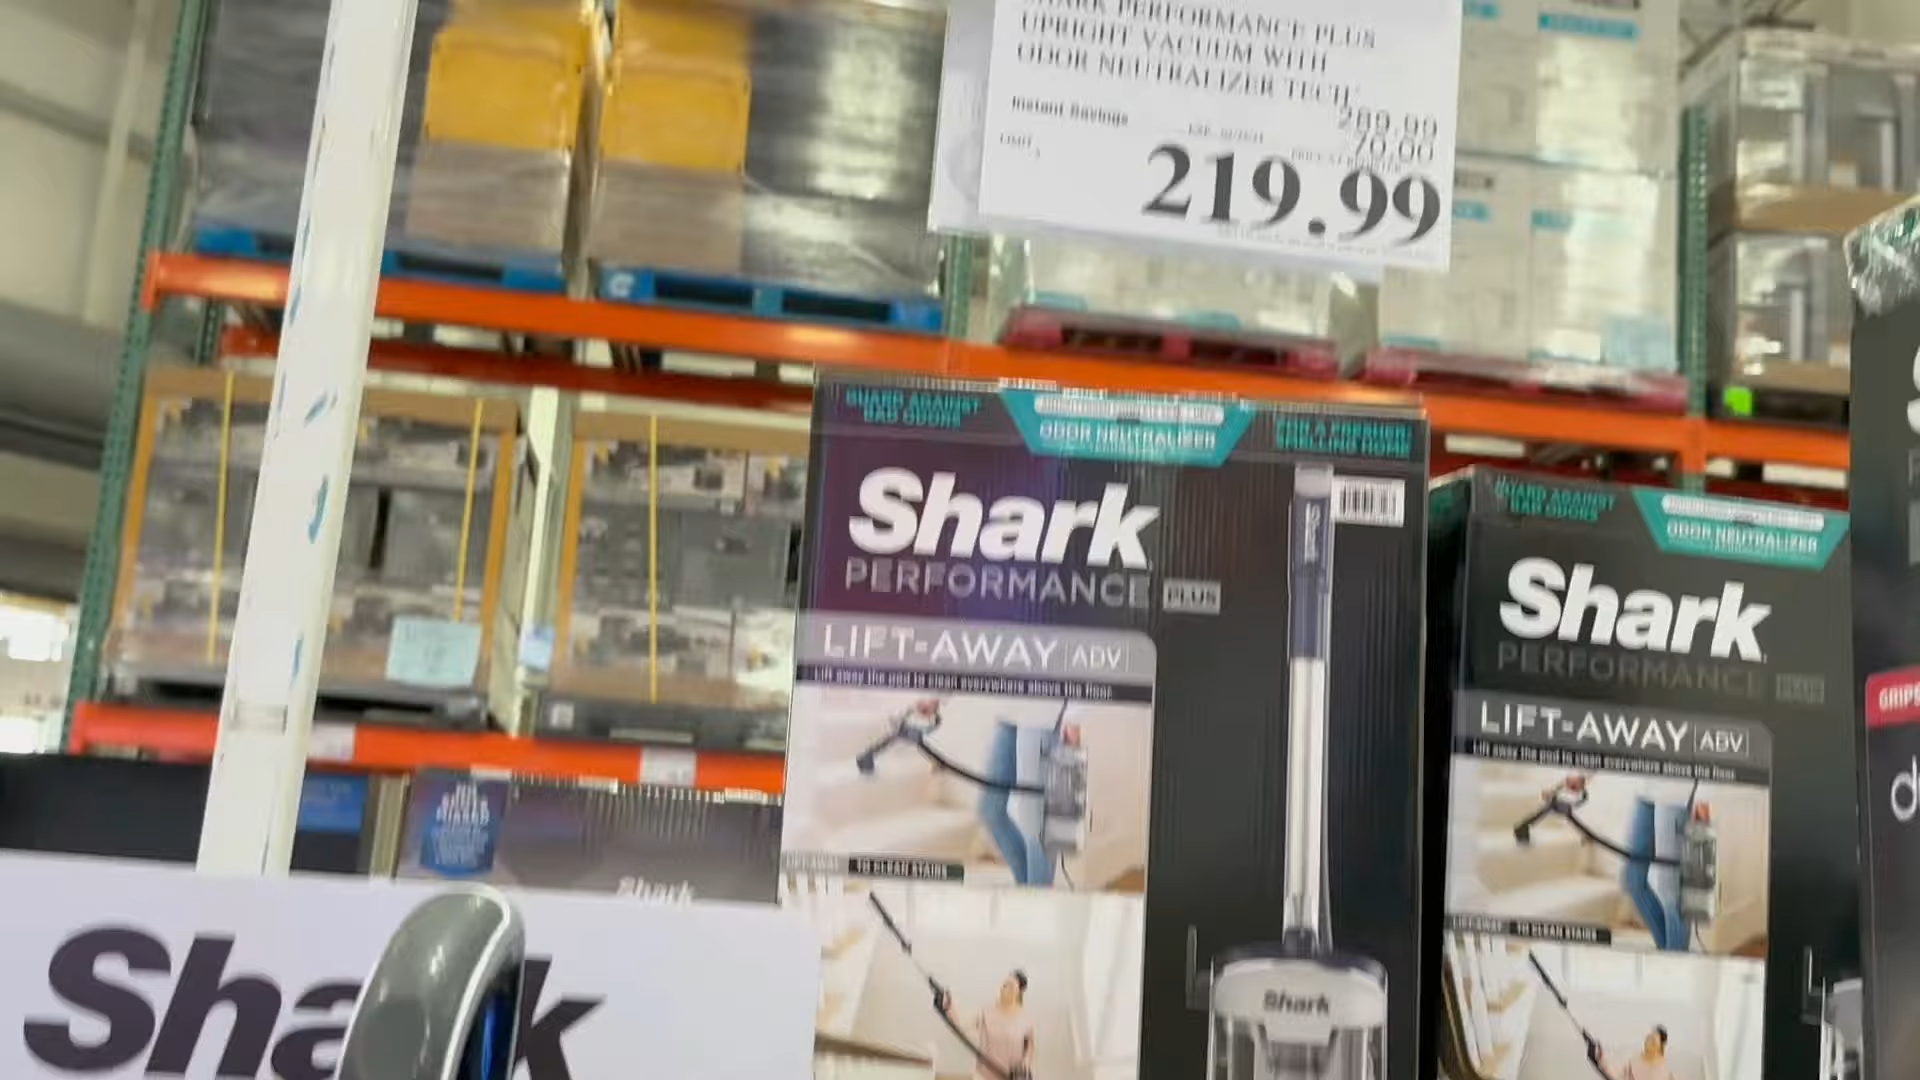 SHARK PERFORMANCE PLUS
UPRIGHT VACUUM WITH
ODOR NEUTRALIZER TECH
Instant Savings
289.99
70.00
LIMIT
219.99
GUARD AGAINST
BAD ODORS
ODOR NEUTRALIZER
FOR A FRESHER
SMELLING HOME
Shark
PERFORMANCE PLUS
LIFT-AWAY ADV
Lift away the pod to clean everywhere above the floor.
LIFT-AWAY TO CLEAN STAIRS
Shark
Shark
GUARD AGAINST
BAD ODORS
ODOR NEUTRALIZER
Shark
PERFORMANCE PLUS
LIFT-AWAY ADV
Lift away the pod to clean everywhere above the floor.
LIFT-AWAY TO CLEAN STAIRS
Shark
Sha k